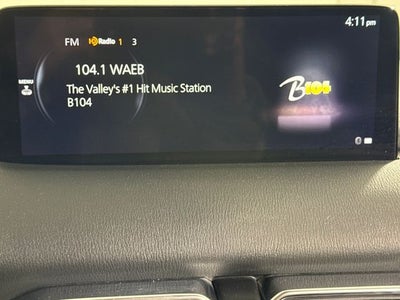 4:11 pm
FM HD Radio 1 3
104.1 WAEB
MENU
The Valley's #1 Hit Music Station
B104
B104